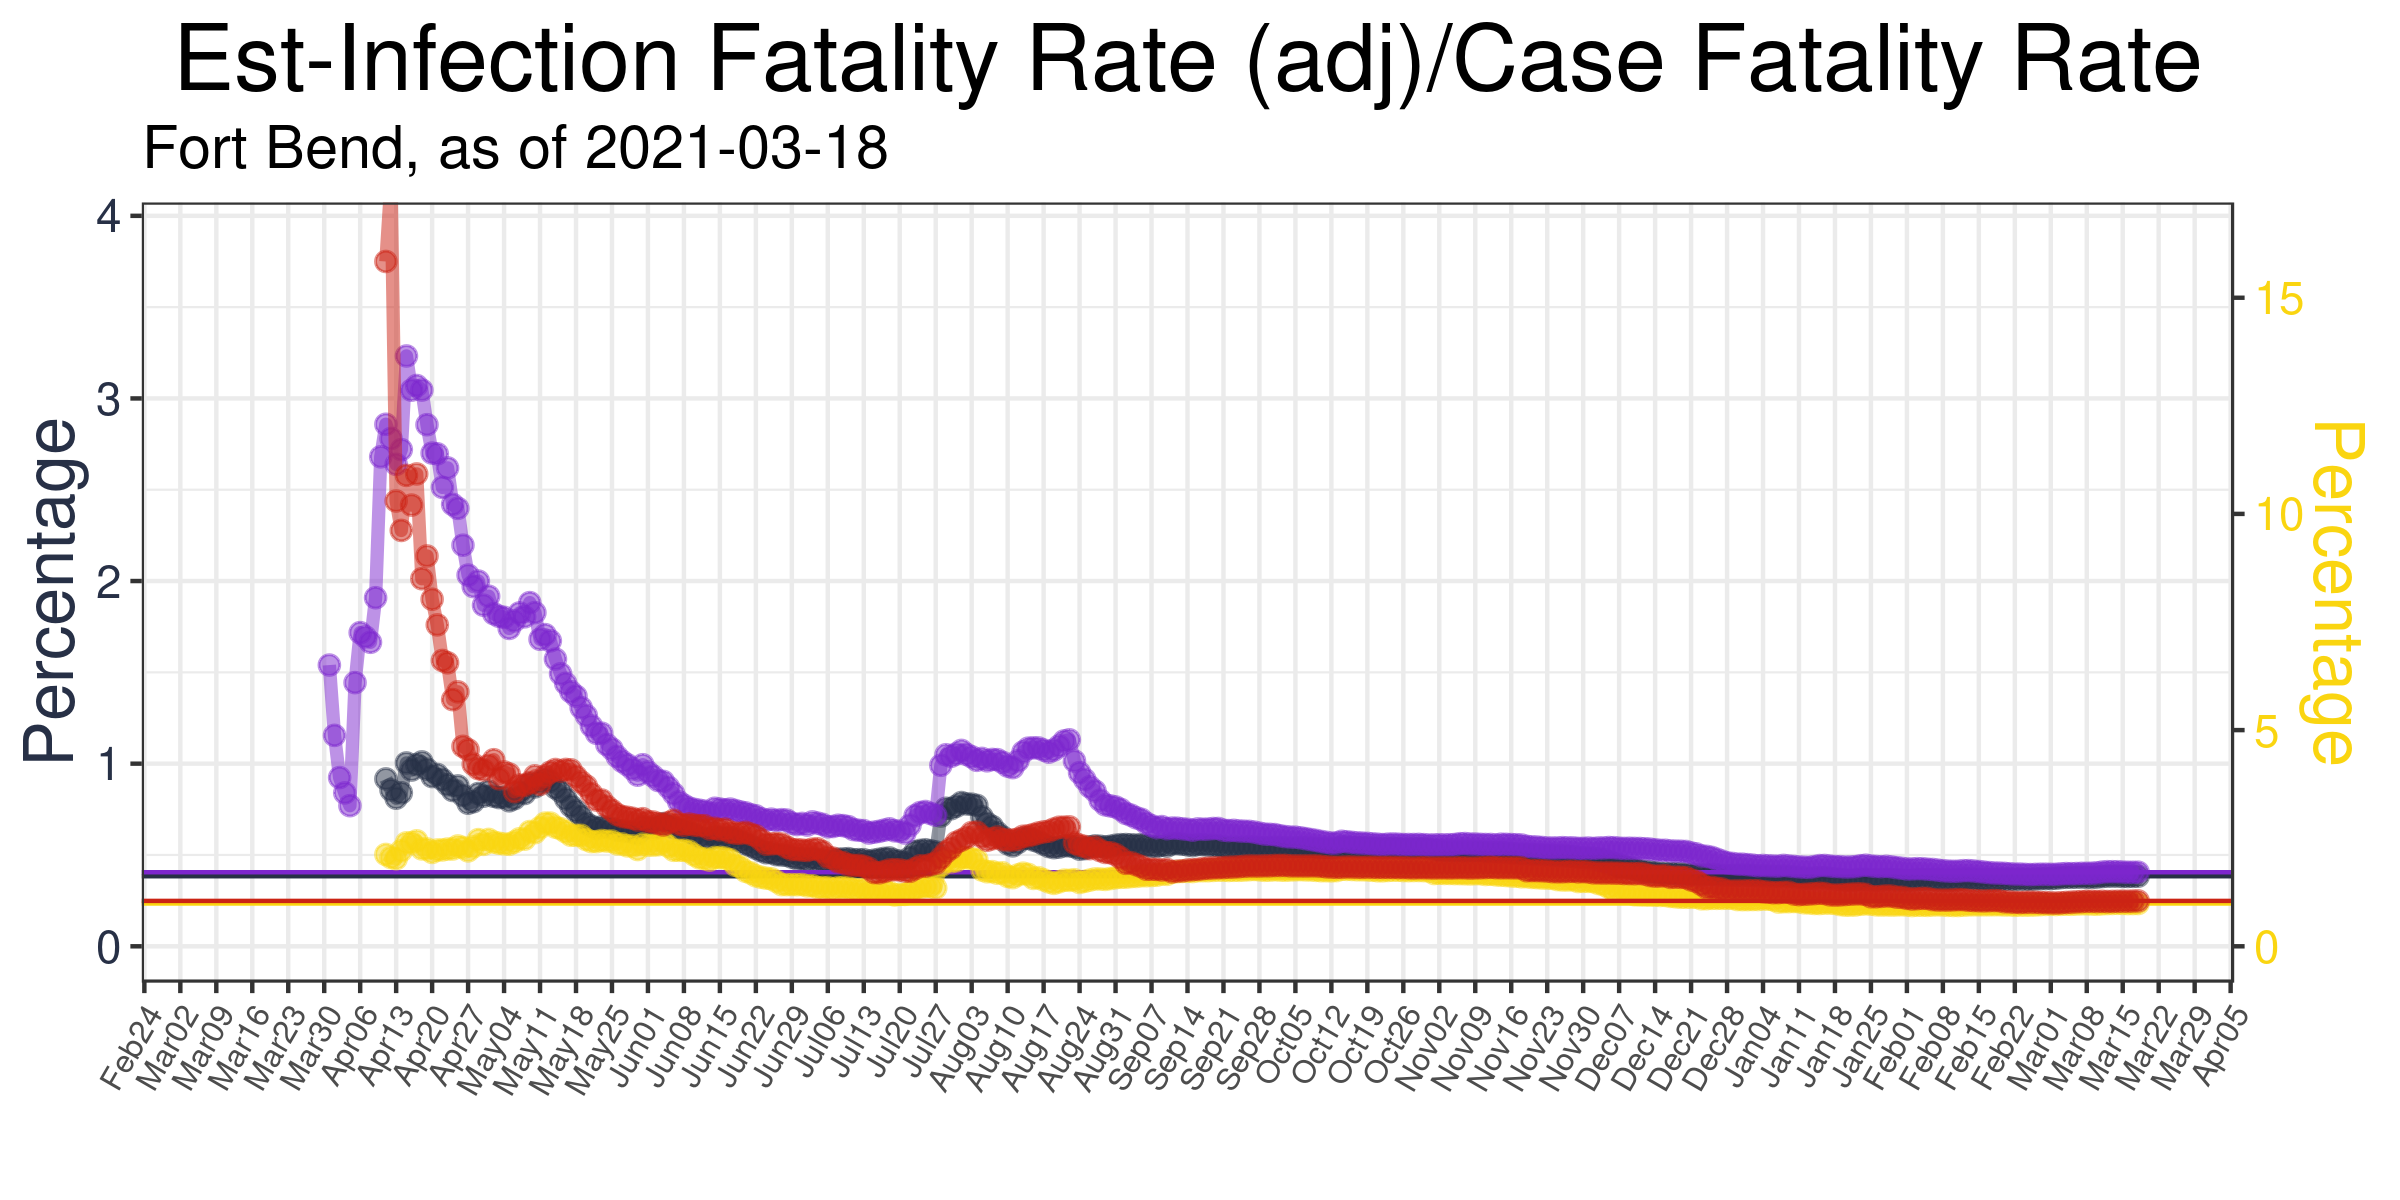 Est-Infection Fatality Rate (adj)/Case Fatality Rate
Fort Bend, as of 2021-03-18
Percentage
4
3
2
1
0
15
10
5
0
Percentage
Feb24
Mar02
Mar09
Mar16
Mar23
Mar30
Apr06
Apr13
Apr20
Apr27
May04
May11
May18
May25
Jun01
Jun08
Jun15
Jun22
Jun29
Jul06
Jul13
Jul20
Jul27
Aug03
Aug10
Aug17
Aug24
Aug31
Sep07
Sep14
Sep21
Sep28
Oct05
Oct12
Oct19
Oct26
Nov02
Nov09
Nov16
Nov23
Nov30
Dec07
Dec14
Dec21
Dec28
Dec04
Jan11
Jan18
Jan25
Feb01
Feb08
Feb15
Feb22
Mar01
Mar08
Mar15
Mar22
Mar29
Apr05